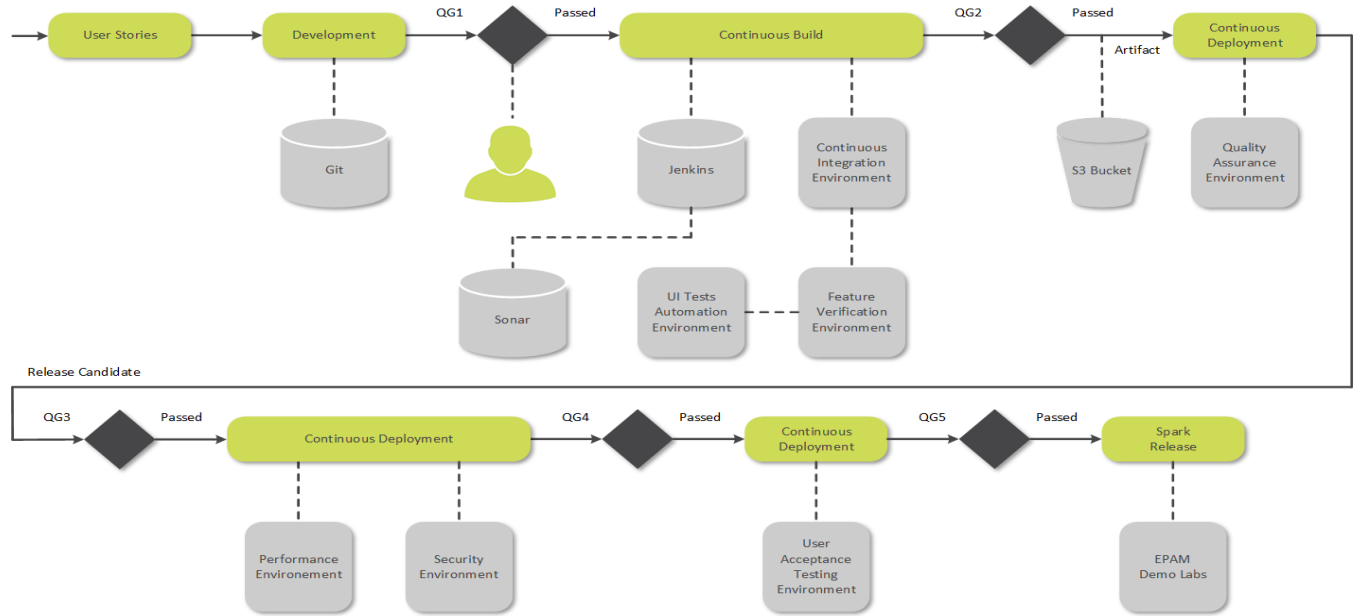 User Stories
Development
QG1
Passed
Continuous Build
QG2
Passed
Artifact
Continuous
Deployment
Git
Jenkins
Continuous
Integration
Environment
S3 Bucket
Quality
Assurance
Environment
Sonar
UI Tests
Automation
Environment
Feature
Verification
Environment
Release Candidate
QG3
Passed
Continuous Deployment
QG4
Passed
Continuous
Deployment
QG5
Passed
Spark
Release
Performance
Environement
Security
Environment
User
Acceptance
Testing
Environment
EPAM
Demo Labs